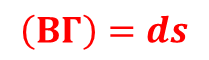 (ΒΓ) = ds